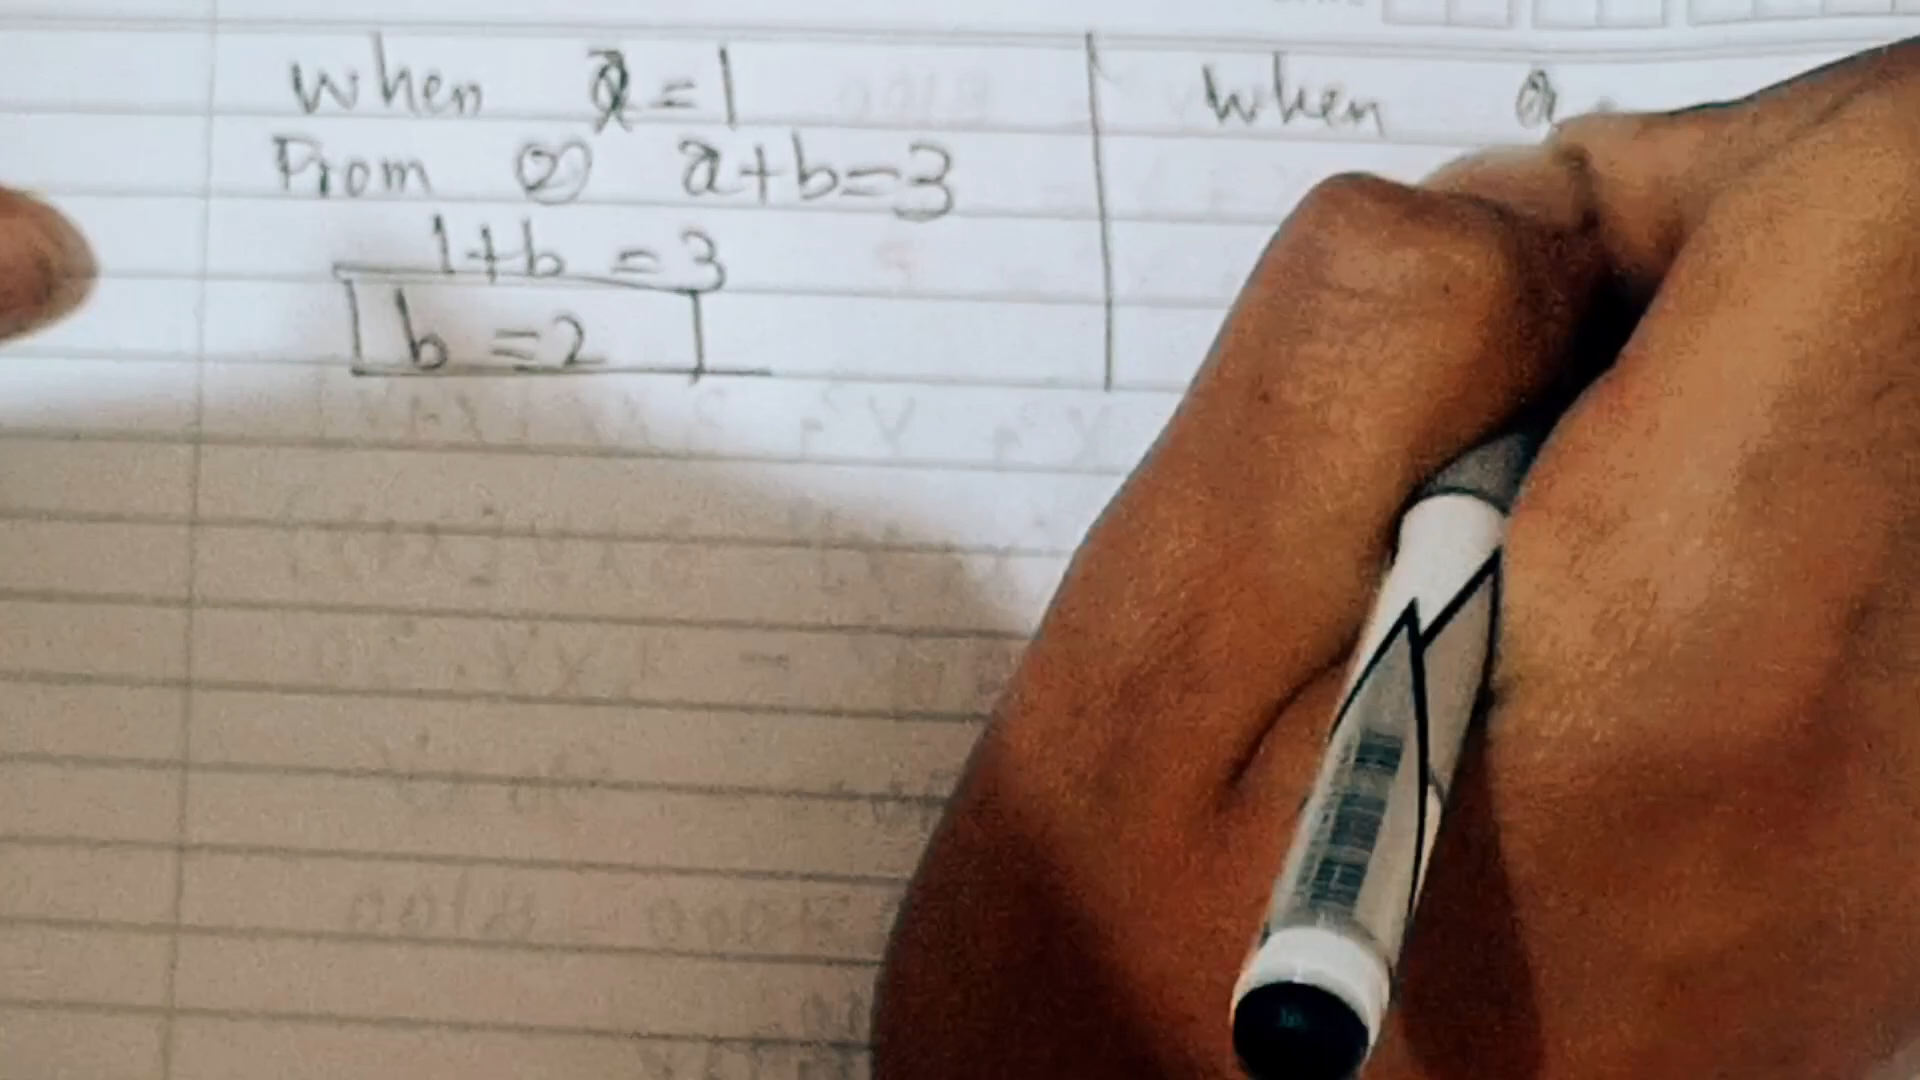 When a = 1
From (2) a+b=3
1+b = 3
b = 2
When a